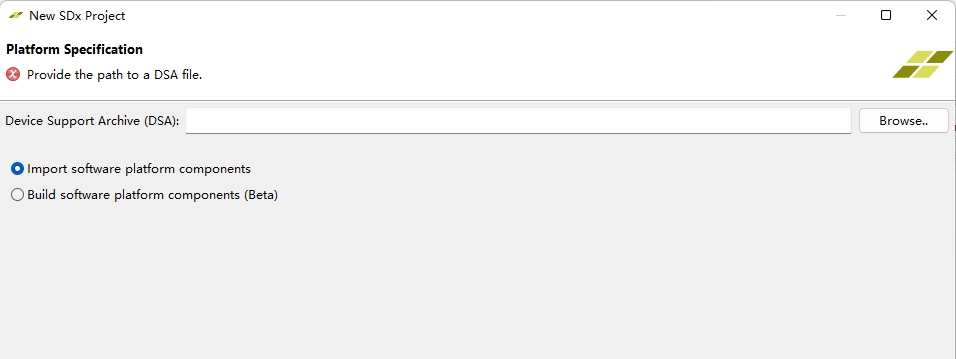 New SDx Project
Platform Specification
Provide the path to a DSA file.
Device Support Archive (DSA):
Browse..
Import software platform components
Build software platform components (Beta)